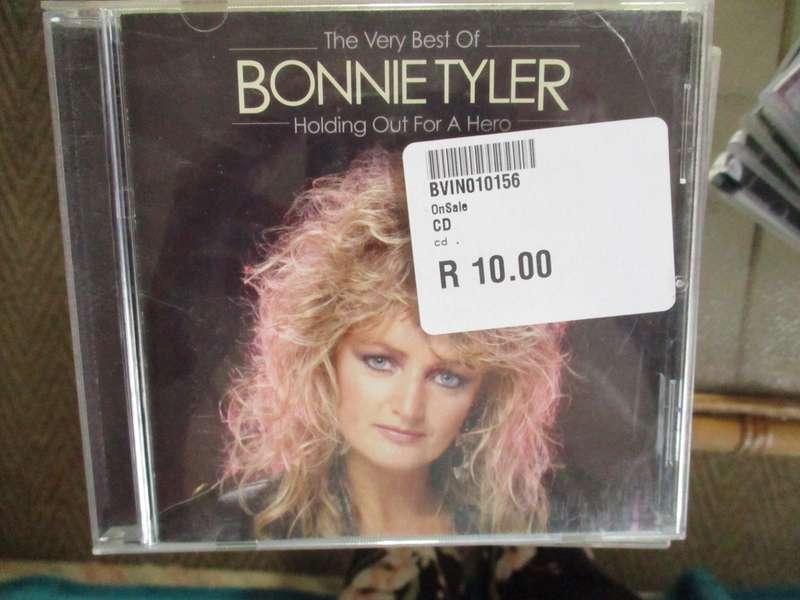 The Very Best Of
BONNIE TYLER
Holding Out For A Hero
BVIN010156
OnSale
CD
cd .
R 10.00